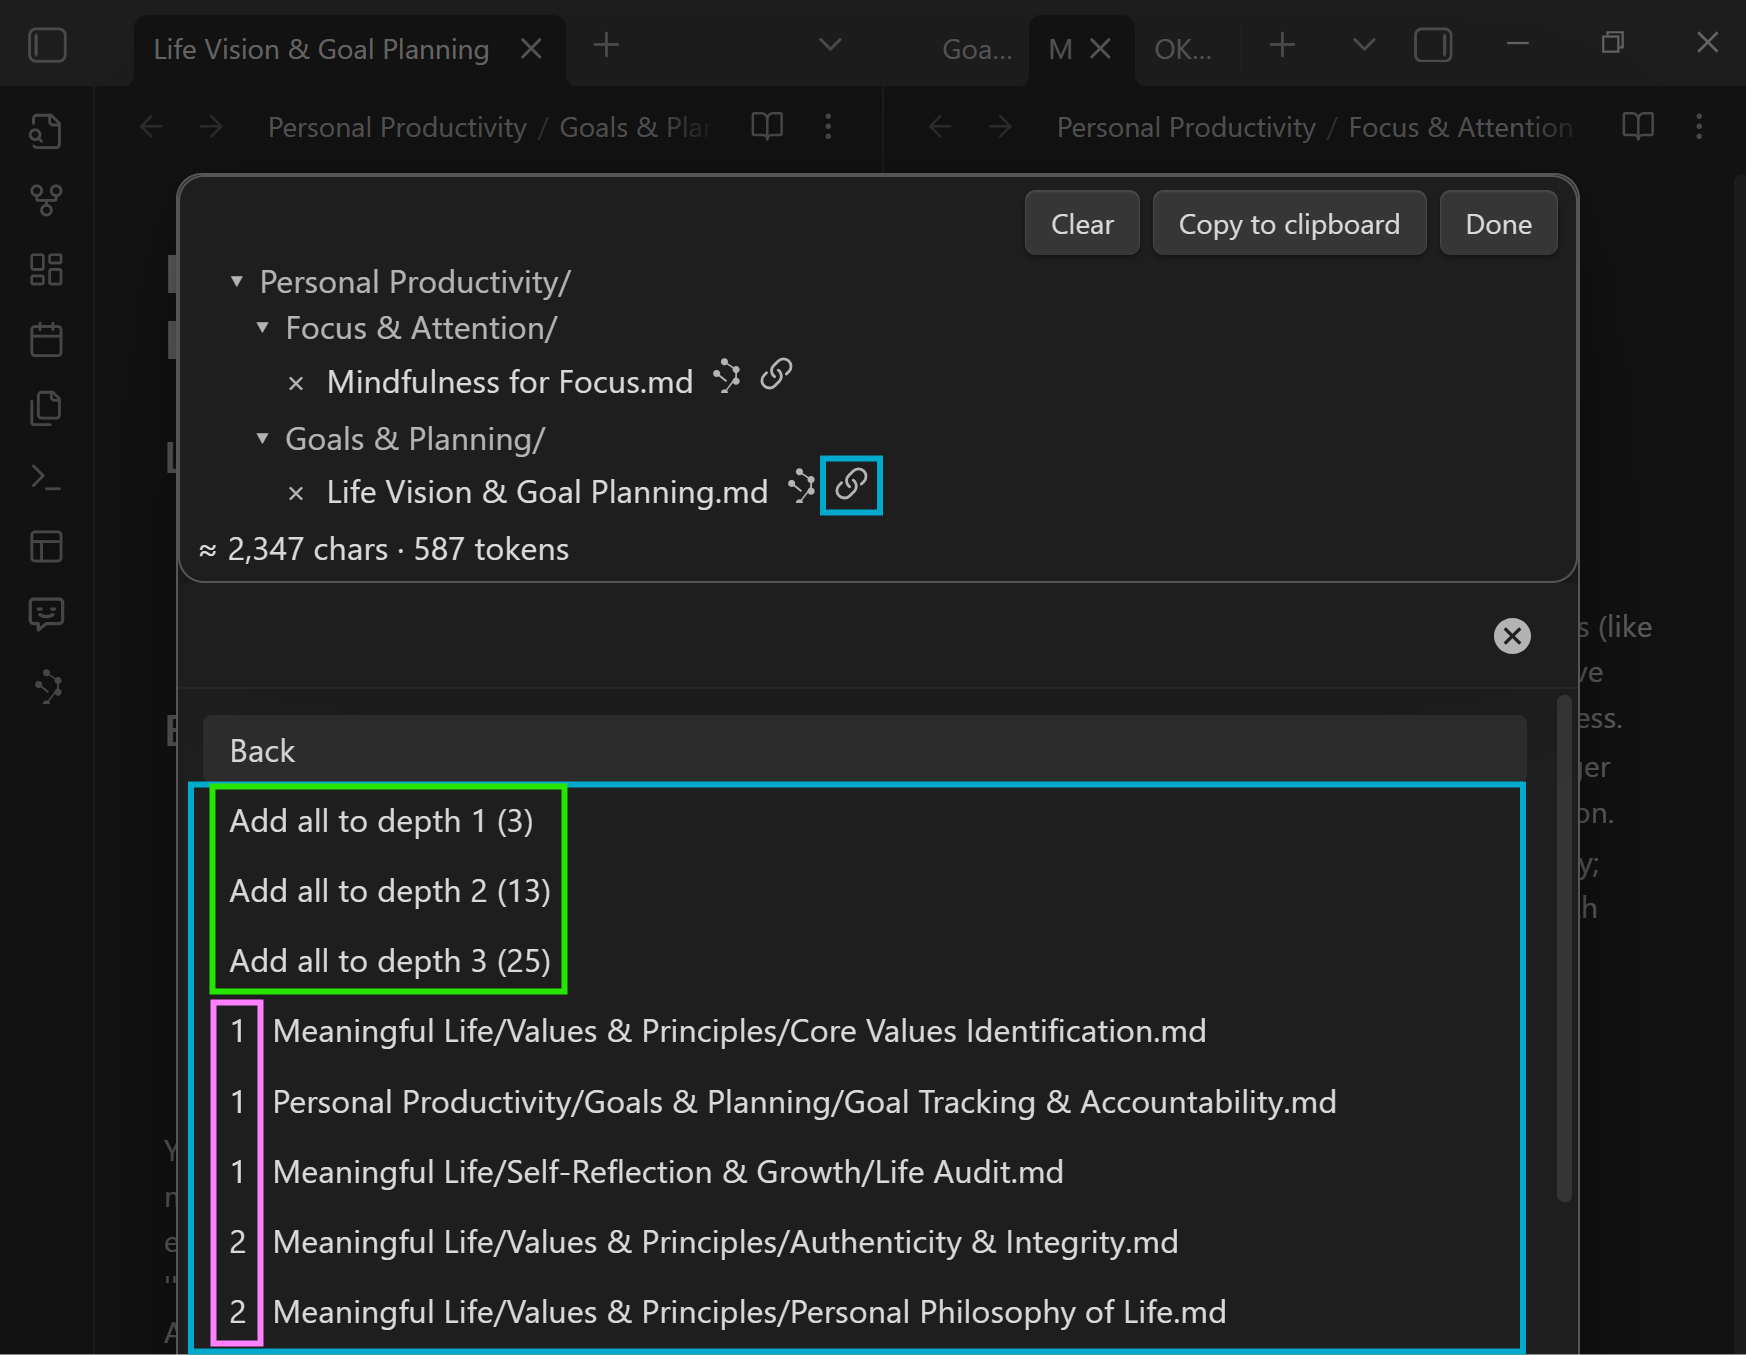 Life Vision & Goal Planning
Goa...
M
OK...
Personal Productivity / Goals & Plan
Personal Productivity / Focus & Attention
Clear
Copy to clipboard
Done
Personal Productivity/
Focus & Attention/
Mindfulness for Focus.md
Goals & Planning/
Life Vision & Goal Planning.md
≈ 2,347 chars · 587 tokens
s (like
ve
ess.
ger
on.
y;
Back
Add all to depth 1 (3)
Add all to depth 2 (13)
Add all to depth 3 (25)
1 Meaningful Life/Values & Principles/Core Values Identification.md
1 Personal Productivity/Goals & Planning/Goal Tracking & Accountability.md
1 Meaningful Life/Self-Reflection & Growth/Life Audit.md
2 Meaningful Life/Values & Principles/Authenticity & Integrity.md
2 Meaningful Life/Values & Principles/Personal Philosophy of Life.md